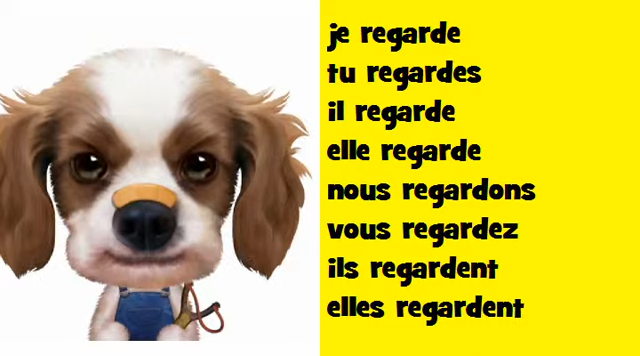 je regarde
tu regardes
il regarde
elle regarde
nous regardons
vous regardez
ils regardent
elles regardent